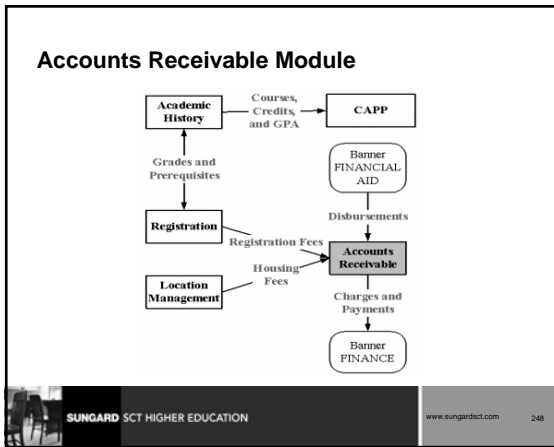 Accounts Receivable Module
Academic
History
Courses,
Credits,
and GPA
CAPP
Grades and
Prerequisites
Banner
FINANCIAL
AID
Disbursements
Registration
Registration Fees
Accounts
Receivable
Housing
Fees
Location
Management
Charges and
Payments
Banner
FINANCE
SUNGARD SCT HIGHER EDUCATION
www.sungardsct.com
248